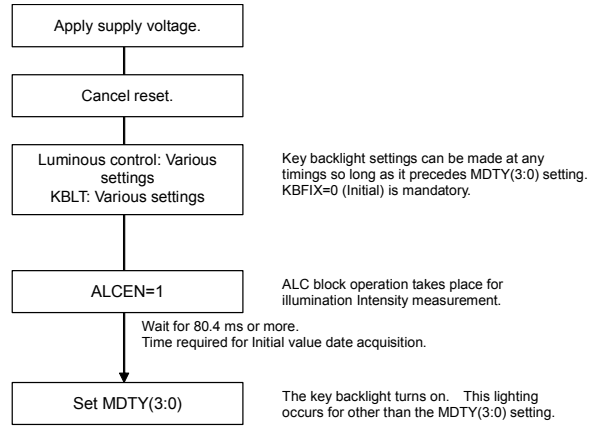 Apply supply voltage.
Cancel reset.
Luminous control: Various
settings
KBLT: Various settings
Key backlight settings can be made at any
timings so long as it precedes MDTY(3:0) setting.
KBFIX=0 (Initial) is mandatory.
ALCEN=1
ALC block operation takes place for
illumination Intensity measurement.
Wait for 80.4 ms or more.
Time required for Initial value date acquisition.
Set MDTY(3:0)
The key backlight turns on. This lighting
occurs for other than the MDTY(3:0) setting.